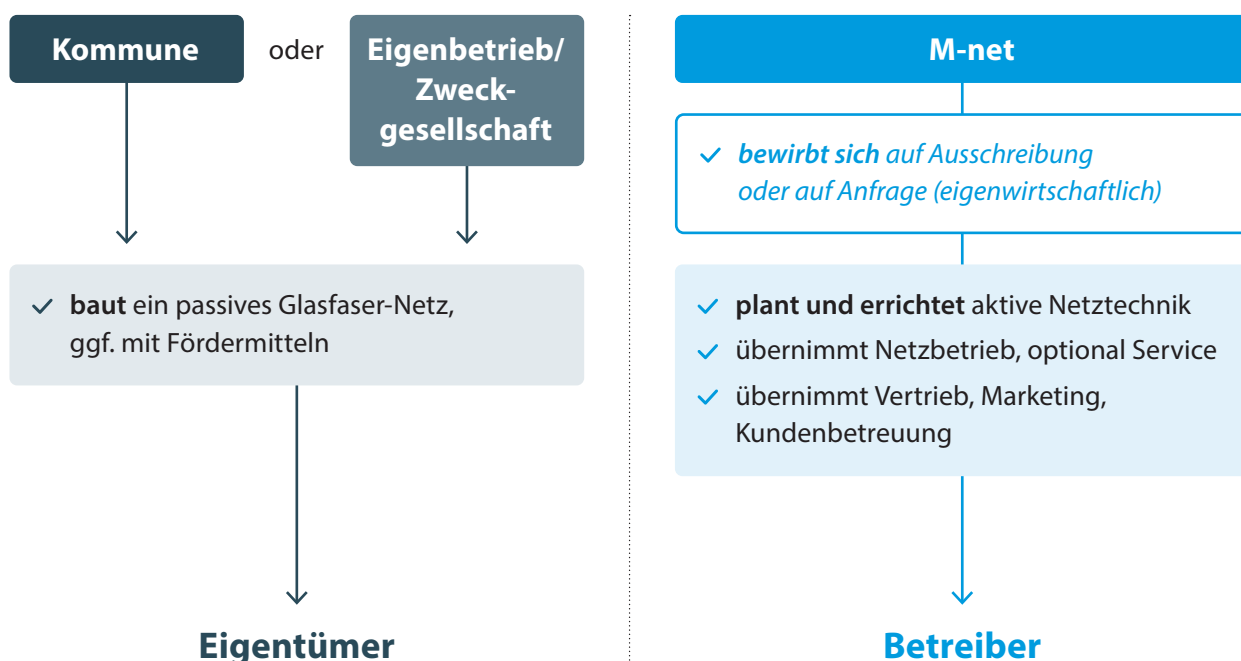 Kommune
oder
Eigenbetrieb/
Zweck-
gesellschaft
baut ein passives Glasfaser-Netz,
ggf. mit Fördermitteln
Eigentümer
M-net
bewirbt sich auf Ausschreibung
oder auf Anfrage (eigenwirtschaftlich)
plant und errichtet aktive Netztechnik
übernimmt Netzbetrieb, optional Service
übernimmt Vertrieb, Marketing,
Kundenbetreuung
Betreiber